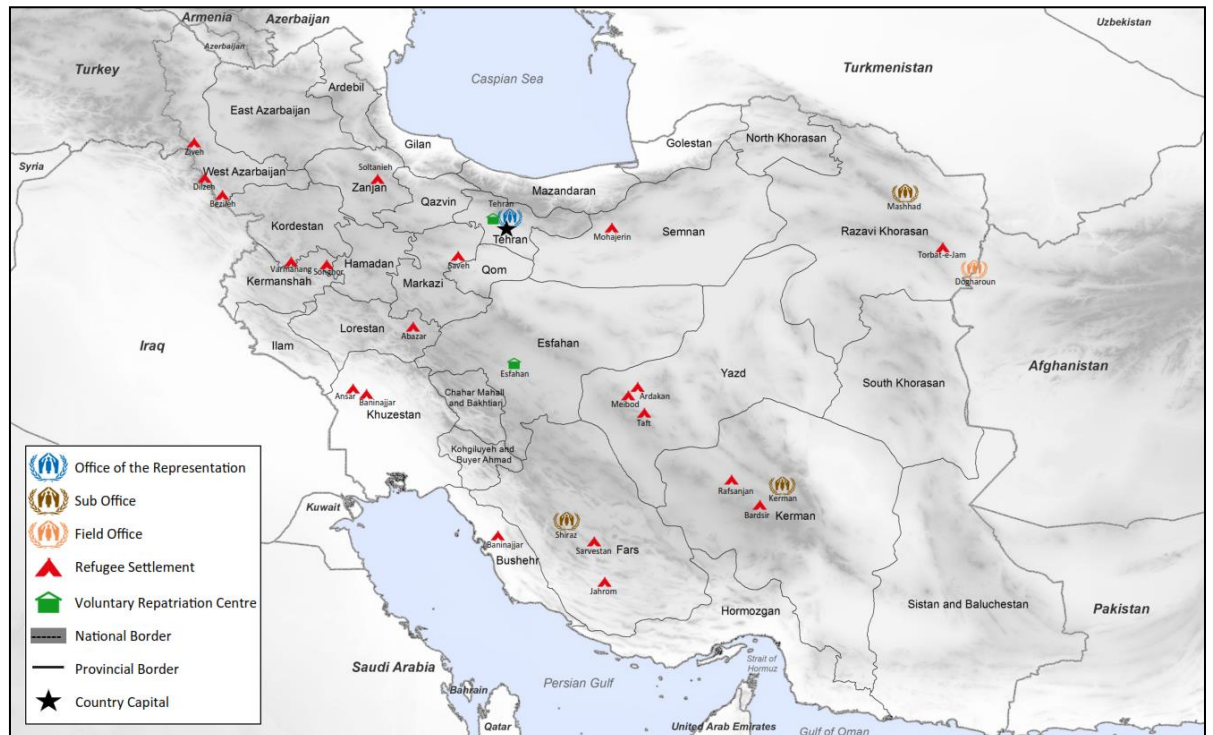 Armenia
Azerbaijan
Uzbekistan
Azerbaijan
Turkey
Caspian Sea
Turkmenistan
Ardebil
East Azarbaijan
Gilan
Golestan
North Khorasan
Ziveh
Syria
West Azarbaijan
Soltanieh
Zanjan
Dilzeh
Mazandaran
Bezileh
Qazvin
Tehran
Mashhad
Kordestan
Tehran
Mohajerin
Semnan
Razavi Khorasan
Torbat-e-Jam
Varmahang
Songhor
Hamadan
Saveh
Qom
Kermanshah
Markazi
Dogharoun
Lorestan
Abazar
Ilam
Esfahan
Iraq
Afghanistan
Esfahan
Yazd
South Khorasan
Ansar
Baninajjar
Chahar Mahall
and Bakhtiari
Meibod
Ardakan
Khuzestan
Taft
Kohgiluyeh and
Buyer Ahmad
Rafsanjan
Kerman
Bardsir
Kerman
Kuwait
Shiraz
Baninajjar
Sarvestan
Fars
Bushehr
Jahrom
Hormozgan
Sistan and Baluchestan
Pakistan
Saudi Arabia
Strait of
Hormuz
Persian Gulf
Bahrain
Qatar
United Arab Emirates
Gulf of Oman
Office of the Representation
Sub Office
Field Office
Refugee Settlement
Voluntary Repatriation Centre
National Border
Provincial Border
Country Capital